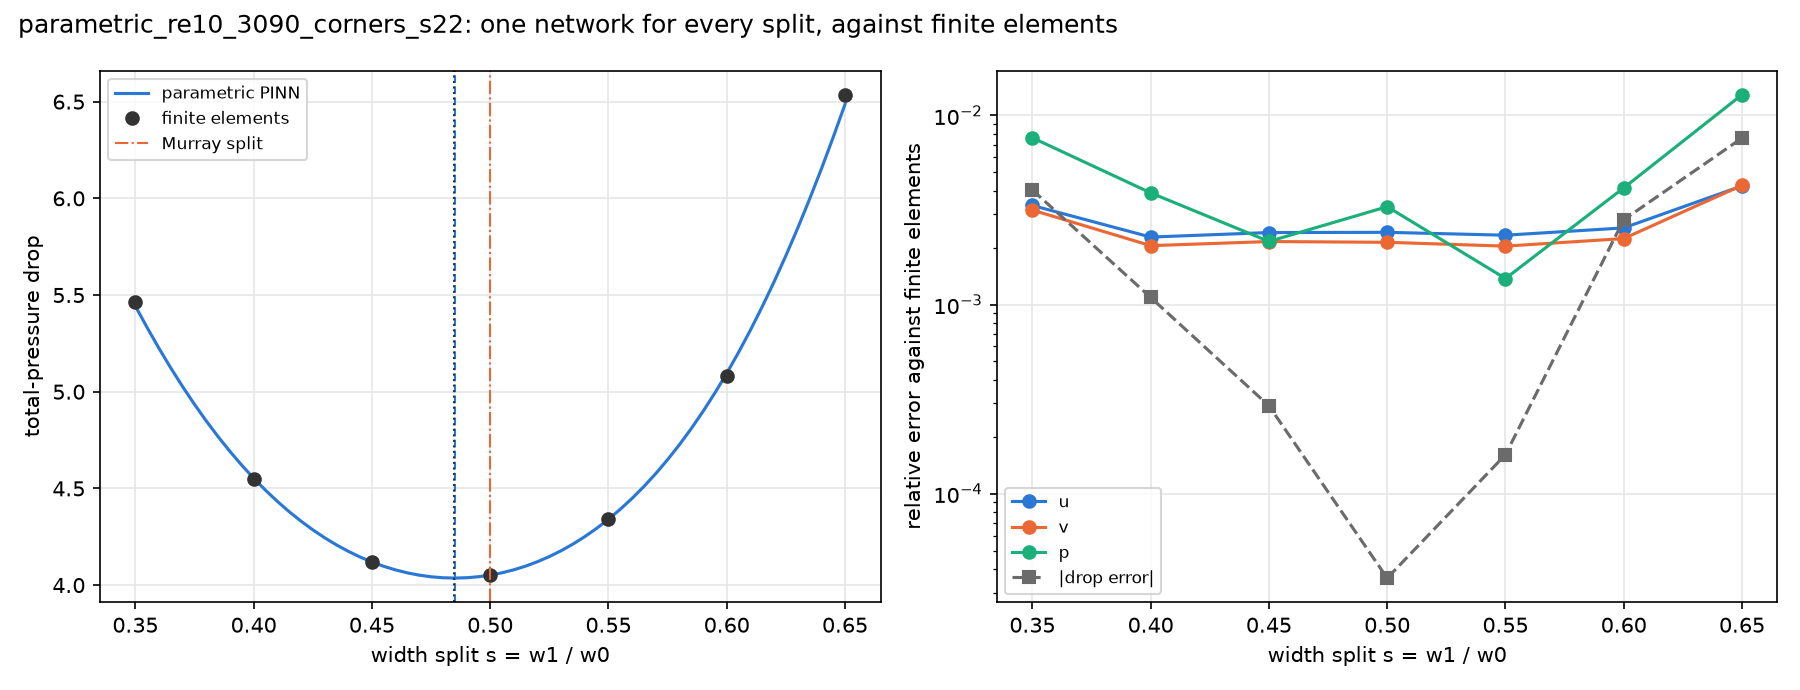 parametric_re10_3090_corners_s22: one network for every split, against finite elements
parametric PINN
finite elements
Murray split
total-pressure drop
6.5
6.0
5.5
5.0
4.5
4.0
0.35 0.40 0.45 0.50 0.55 0.60 0.65
width split s = w1 / w0
relative error against finite elements
10⁻²
10⁻³
10⁻⁴
u
v
p
|drop error|
0.35 0.40 0.45 0.50 0.55 0.60 0.65
width split s = w1 / w0